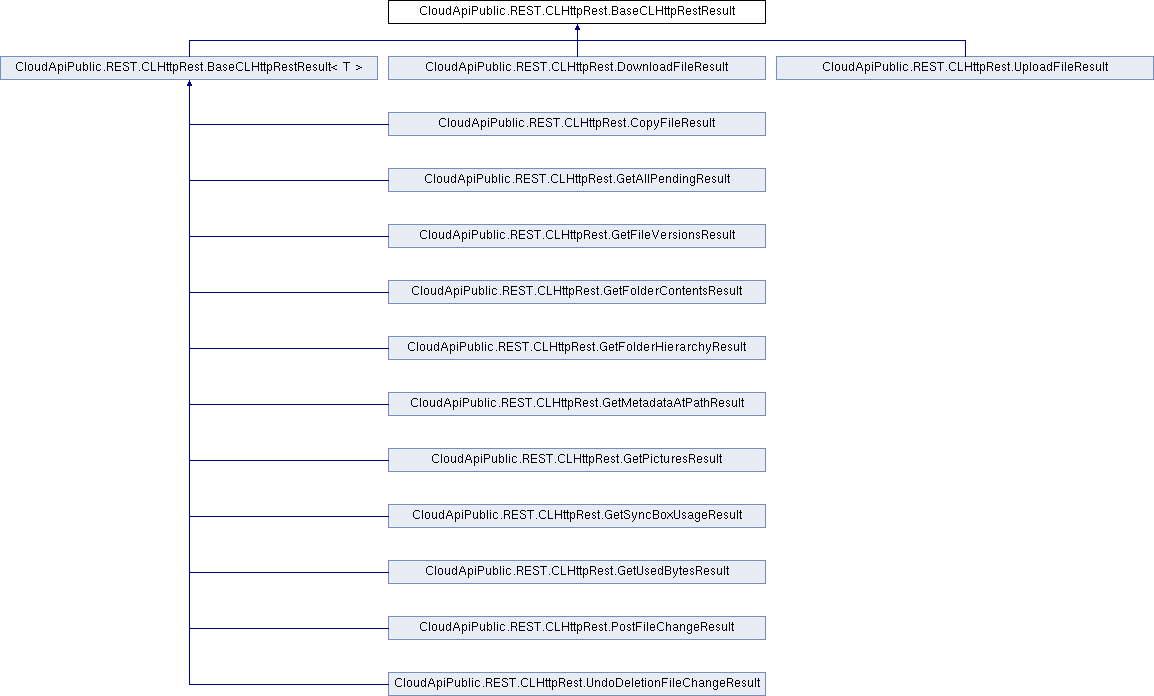 CloudApiPublic.REST.CLHttpRest.BaseCLHttpRestResult
CloudApiPublic.REST.CLHttpRest.BaseCLHttpRestResult< T >
CloudApiPublic.REST.CLHttpRest.DownloadFileResult
CloudApiPublic.REST.CLHttpRest.UploadFileResult
CloudApiPublic.REST.CLHttpRest.CopyFileResult
CloudApiPublic.REST.CLHttpRest.GetAllPendingResult
CloudApiPublic.REST.CLHttpRest.GetFileVersionsResult
CloudApiPublic.REST.CLHttpRest.GetFolderContentsResult
CloudApiPublic.REST.CLHttpRest.GetFolderHierarchyResult
CloudApiPublic.REST.CLHttpRest.GetMetadataAtPathResult
CloudApiPublic.REST.CLHttpRest.GetPicturesResult
CloudApiPublic.REST.CLHttpRest.GetSyncBoxUsageResult
CloudApiPublic.REST.CLHttpRest.GetUsedBytesResult
CloudApiPublic.REST.CLHttpRest.PostFileChangeResult
CloudApiPublic.REST.CLHttpRest.UndoDeletionFileChangeResult